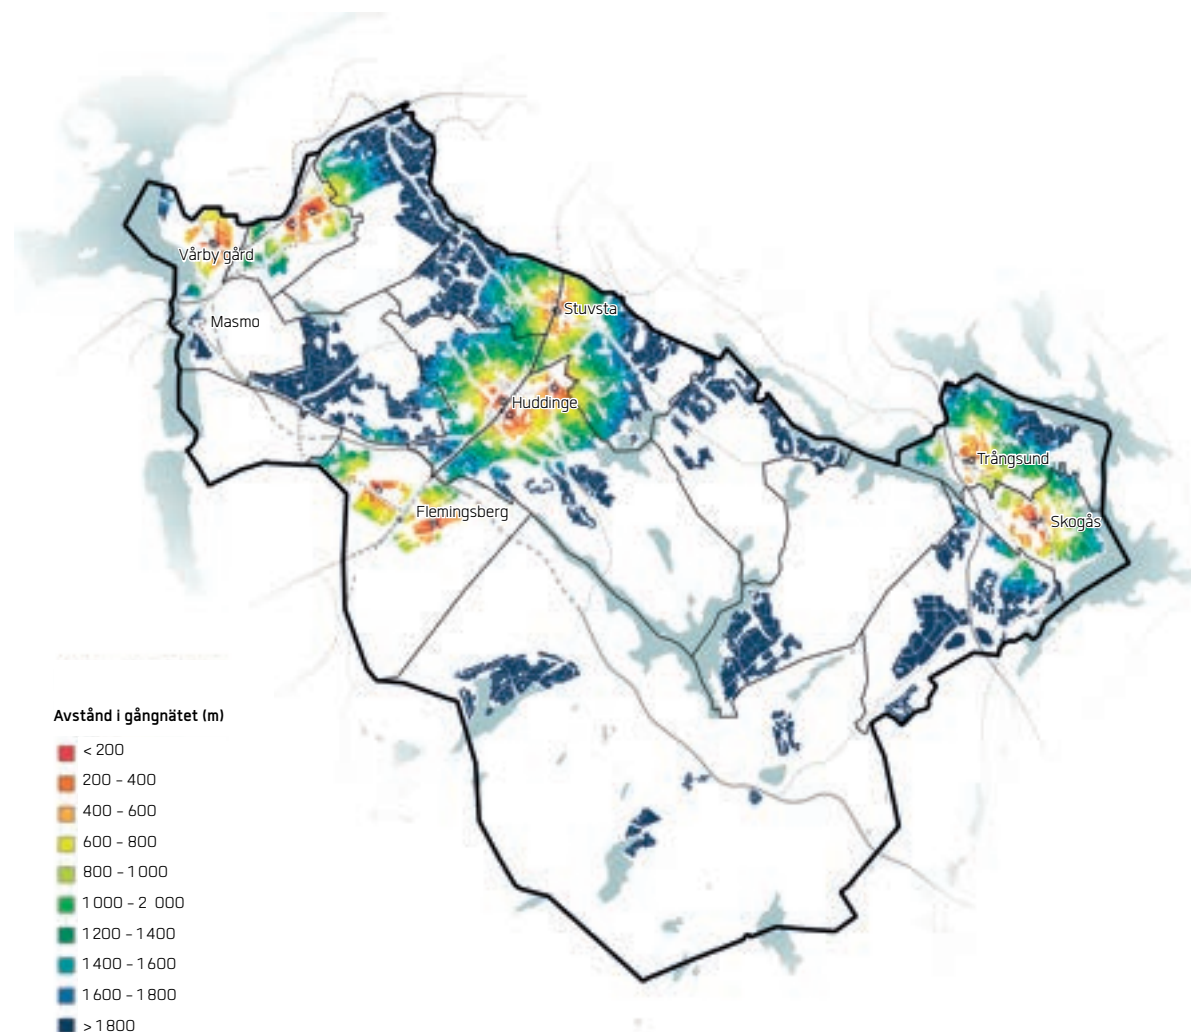 Vårby gård
Masmo
Stuvsta
Huddinge
Trångsund
Flemingsberg
Skogås
Avstånd i gångnätet (m)
< 200
200 – 400
400 – 600
600 – 800
800 – 1 000
1 000 – 2 000
1 200 – 1 400
1 400 – 1 600
1 600 – 1 800
> 1 800